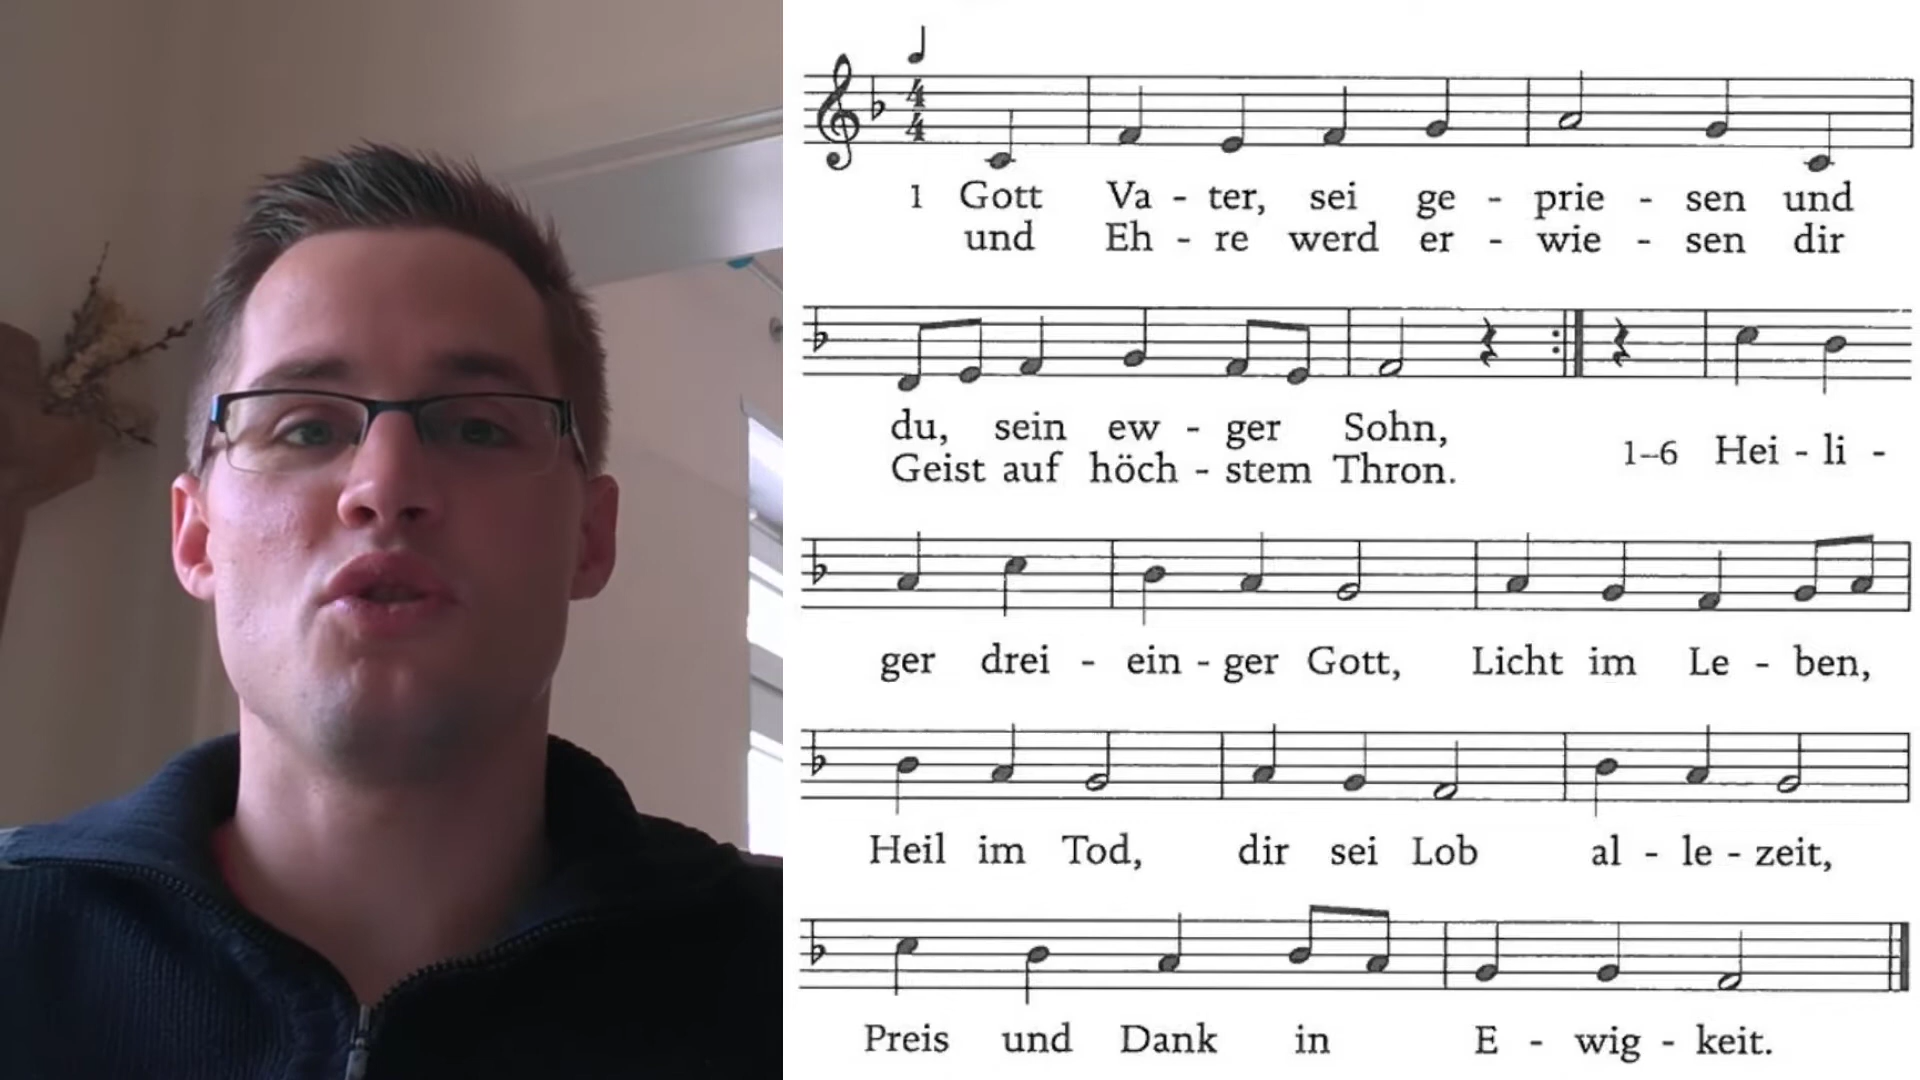 4
4
1 Gott Va - ter, sei ge - prie - sen und
und Eh - re werd er - wie - sen dir
du, sein ew - ger Sohn,
Geist auf höch - stem Thron.
1–6 Hei - li -
ger drei - ein - ger Gott, Licht im Le - ben,
Heil im Tod, dir sei Lob al - le - zeit,
Preis und Dank in E - wig - keit.